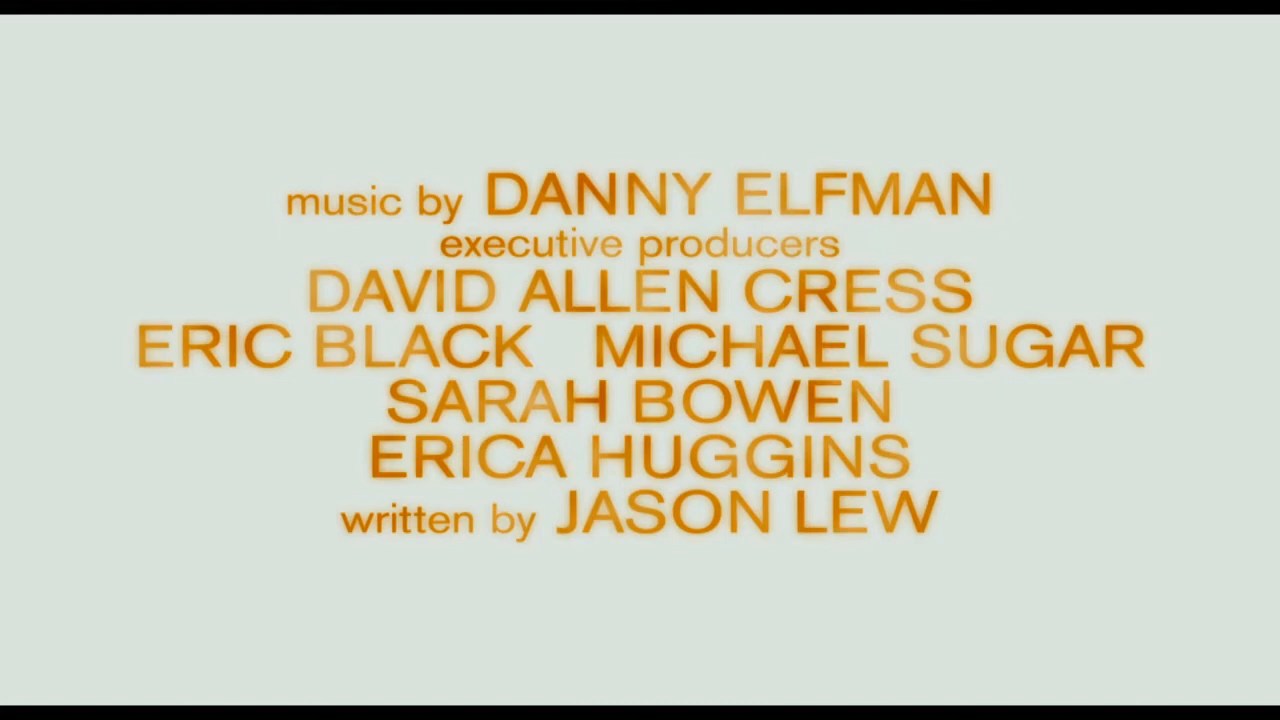 music by DANNY ELFMAN
executive producers
DAVID ALLEN CRESS
ERIC BLACK MICHAEL SUGAR
SARAH BOWEN
ERICA HUGGINS
written by JASON LEW